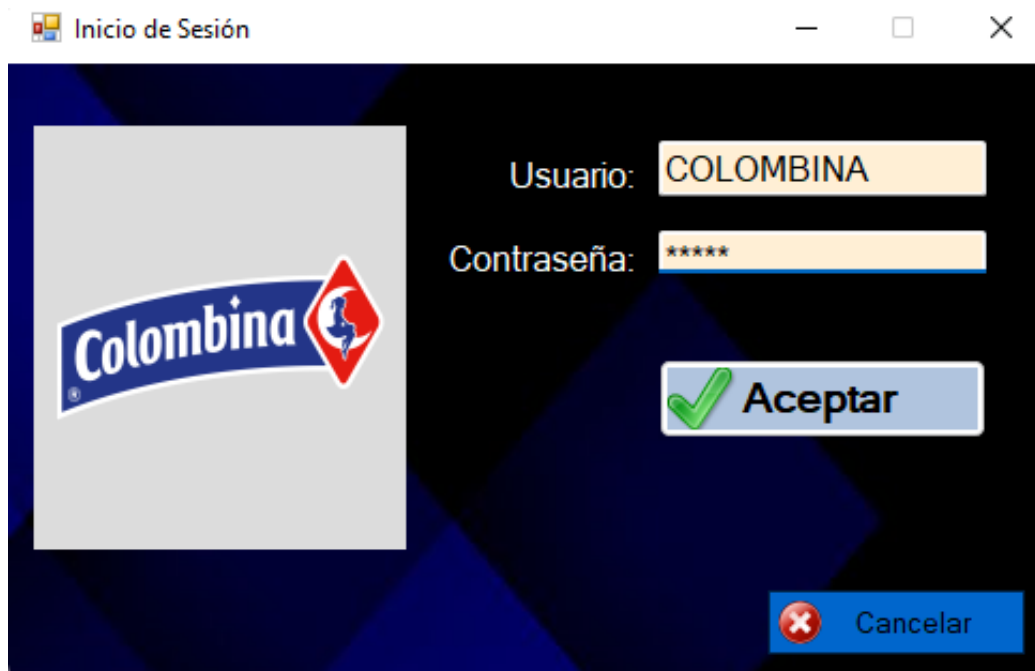 Inicio de Sesión
Usuario: COLOMBINA
Contraseña: *****
Colombina
®
Aceptar
Cancelar